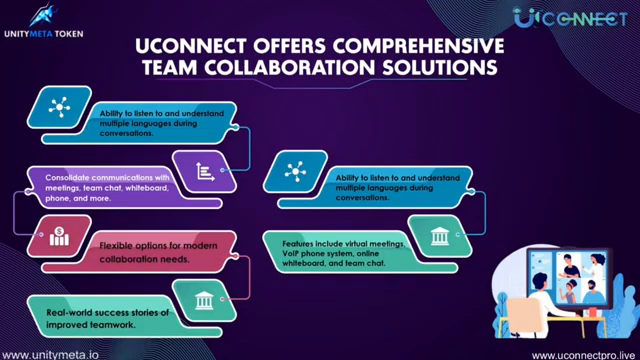 UNITYMETA TOKEN
UCONNECT
UCONNECT OFFERS COMPREHENSIVE
TEAM COLLABORATION SOLUTIONS
Ability to listen to and understand
multiple languages during
conversations.
Consolidate communications with
meetings, team chat, whiteboard,
phone, and more.
Flexible options for modern
collaboration needs.
Real-world success stories of
improved teamwork.
Ability to listen to and understand
multiple languages during
conversations.
Features include virtual meetings,
VoIP phone system, online
whiteboard, and team chat.
www.unitymeta.io
www.uconnectpro.live